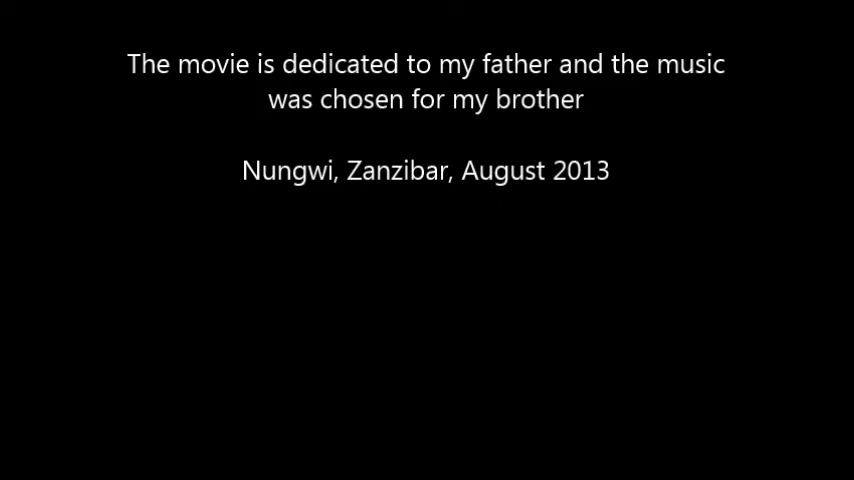 The movie is dedicated to my father and the music
was chosen for my brother
Nungwi, Zanzibar, August 2013